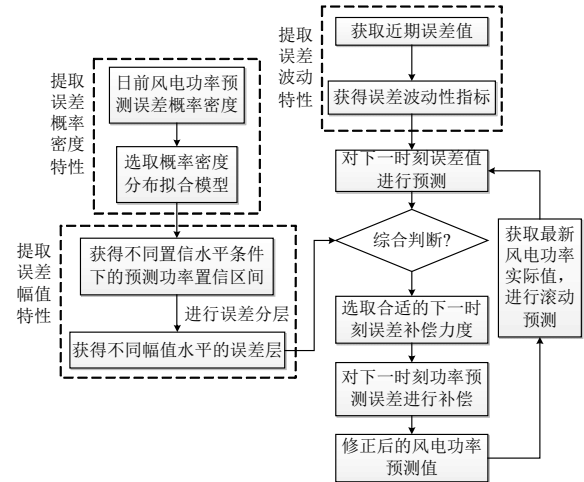 提取
误差
概率
密度
特性
日前风电功率预
测误差概率密度
选取概率密度
分布拟合模型
提取
误差
幅值
特性
获得不同置信水平条件
下的预测功率置信区间
进行误差分层
获得不同幅值水平的误差层
提取
误差
波动
特性
获取近期误差值
获得误差波动性指标
对下一时刻误差值
进行预测
综合判断?
选取合适的下一时
刻误差补偿力度
对下一时刻功率预
测误差进行补偿
修正后的风电功率
预测值
获取最新
风电功率
实际值，
进行滚动
预测